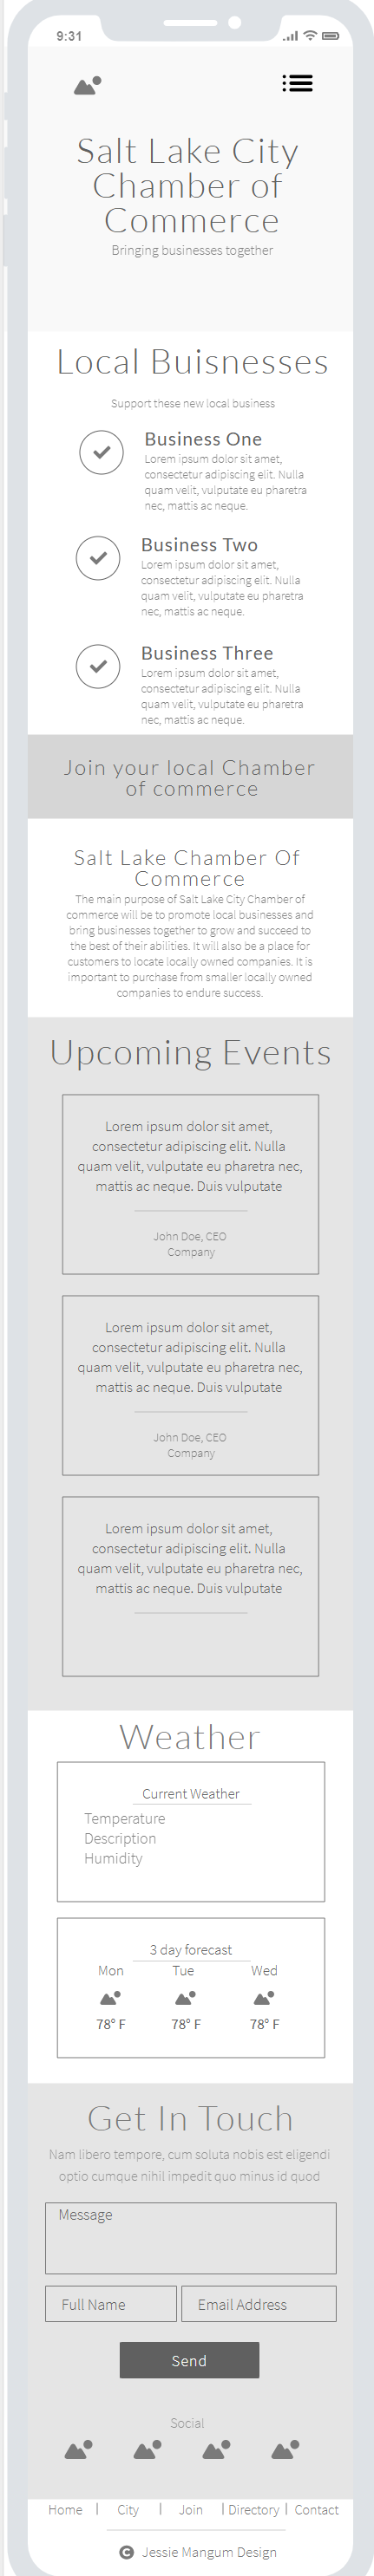 9:31
Salt Lake City
Chamber of
Commerce
Bringing businesses together
Local Buisnesses
Support these new local business
Business One
Lorem ipsum dolor sit amet,
consectetur adipiscing elit. Nulla
quam velit, vulputate eu pharetra
nec, mattis ac neque.
Business Two
Lorem ipsum dolor sit amet,
consectetur adipiscing elit. Nulla
quam velit, vulputate eu pharetra
nec, mattis ac neque.
Business Three
Lorem ipsum dolor sit amet,
consectetur adipiscing elit. Nulla
quam velit, vulputate eu pharetra
nec, mattis ac neque.
Join your local Chamber
of commerce
Salt Lake Chamber Of
Commerce
The main purpose of Salt Lake City Chamber of
commerce will be to promote local businesses and
bring businesses together to grow and succeed to
the best of their abilities. It will also be a place for
customers to locate locally owned companies. It is
important to purchase from smaller locally owned
companies to endure success.
Upcoming Events
Lorem ipsum dolor sit amet,
consectetur adipiscing elit. Nulla
quam velit, vulputate eu pharetra nec,
mattis ac neque. Duis vulputate
John Doe, CEO
Company
Lorem ipsum dolor sit amet,
consectetur adipiscing elit. Nulla
quam velit, vulputate eu pharetra nec,
mattis ac neque. Duis vulputate
John Doe, CEO
Company
Lorem ipsum dolor sit amet,
consectetur adipiscing elit. Nulla
quam velit, vulputate eu pharetra nec,
mattis ac neque. Duis vulputate
Weather
Current Weather
Temperature
Description
Humidity
3 day forecast
Mon Tue Wed
78° F 78° F 78° F
Get In Touch
Nam libero tempore, cum soluta nobis est eligendi
optio cumque nihil impedit quo minus id quod
Message
Full Name Email Address
Send
Social
Home | City | Join | Directory | Contact
© Jessie Mangum Design